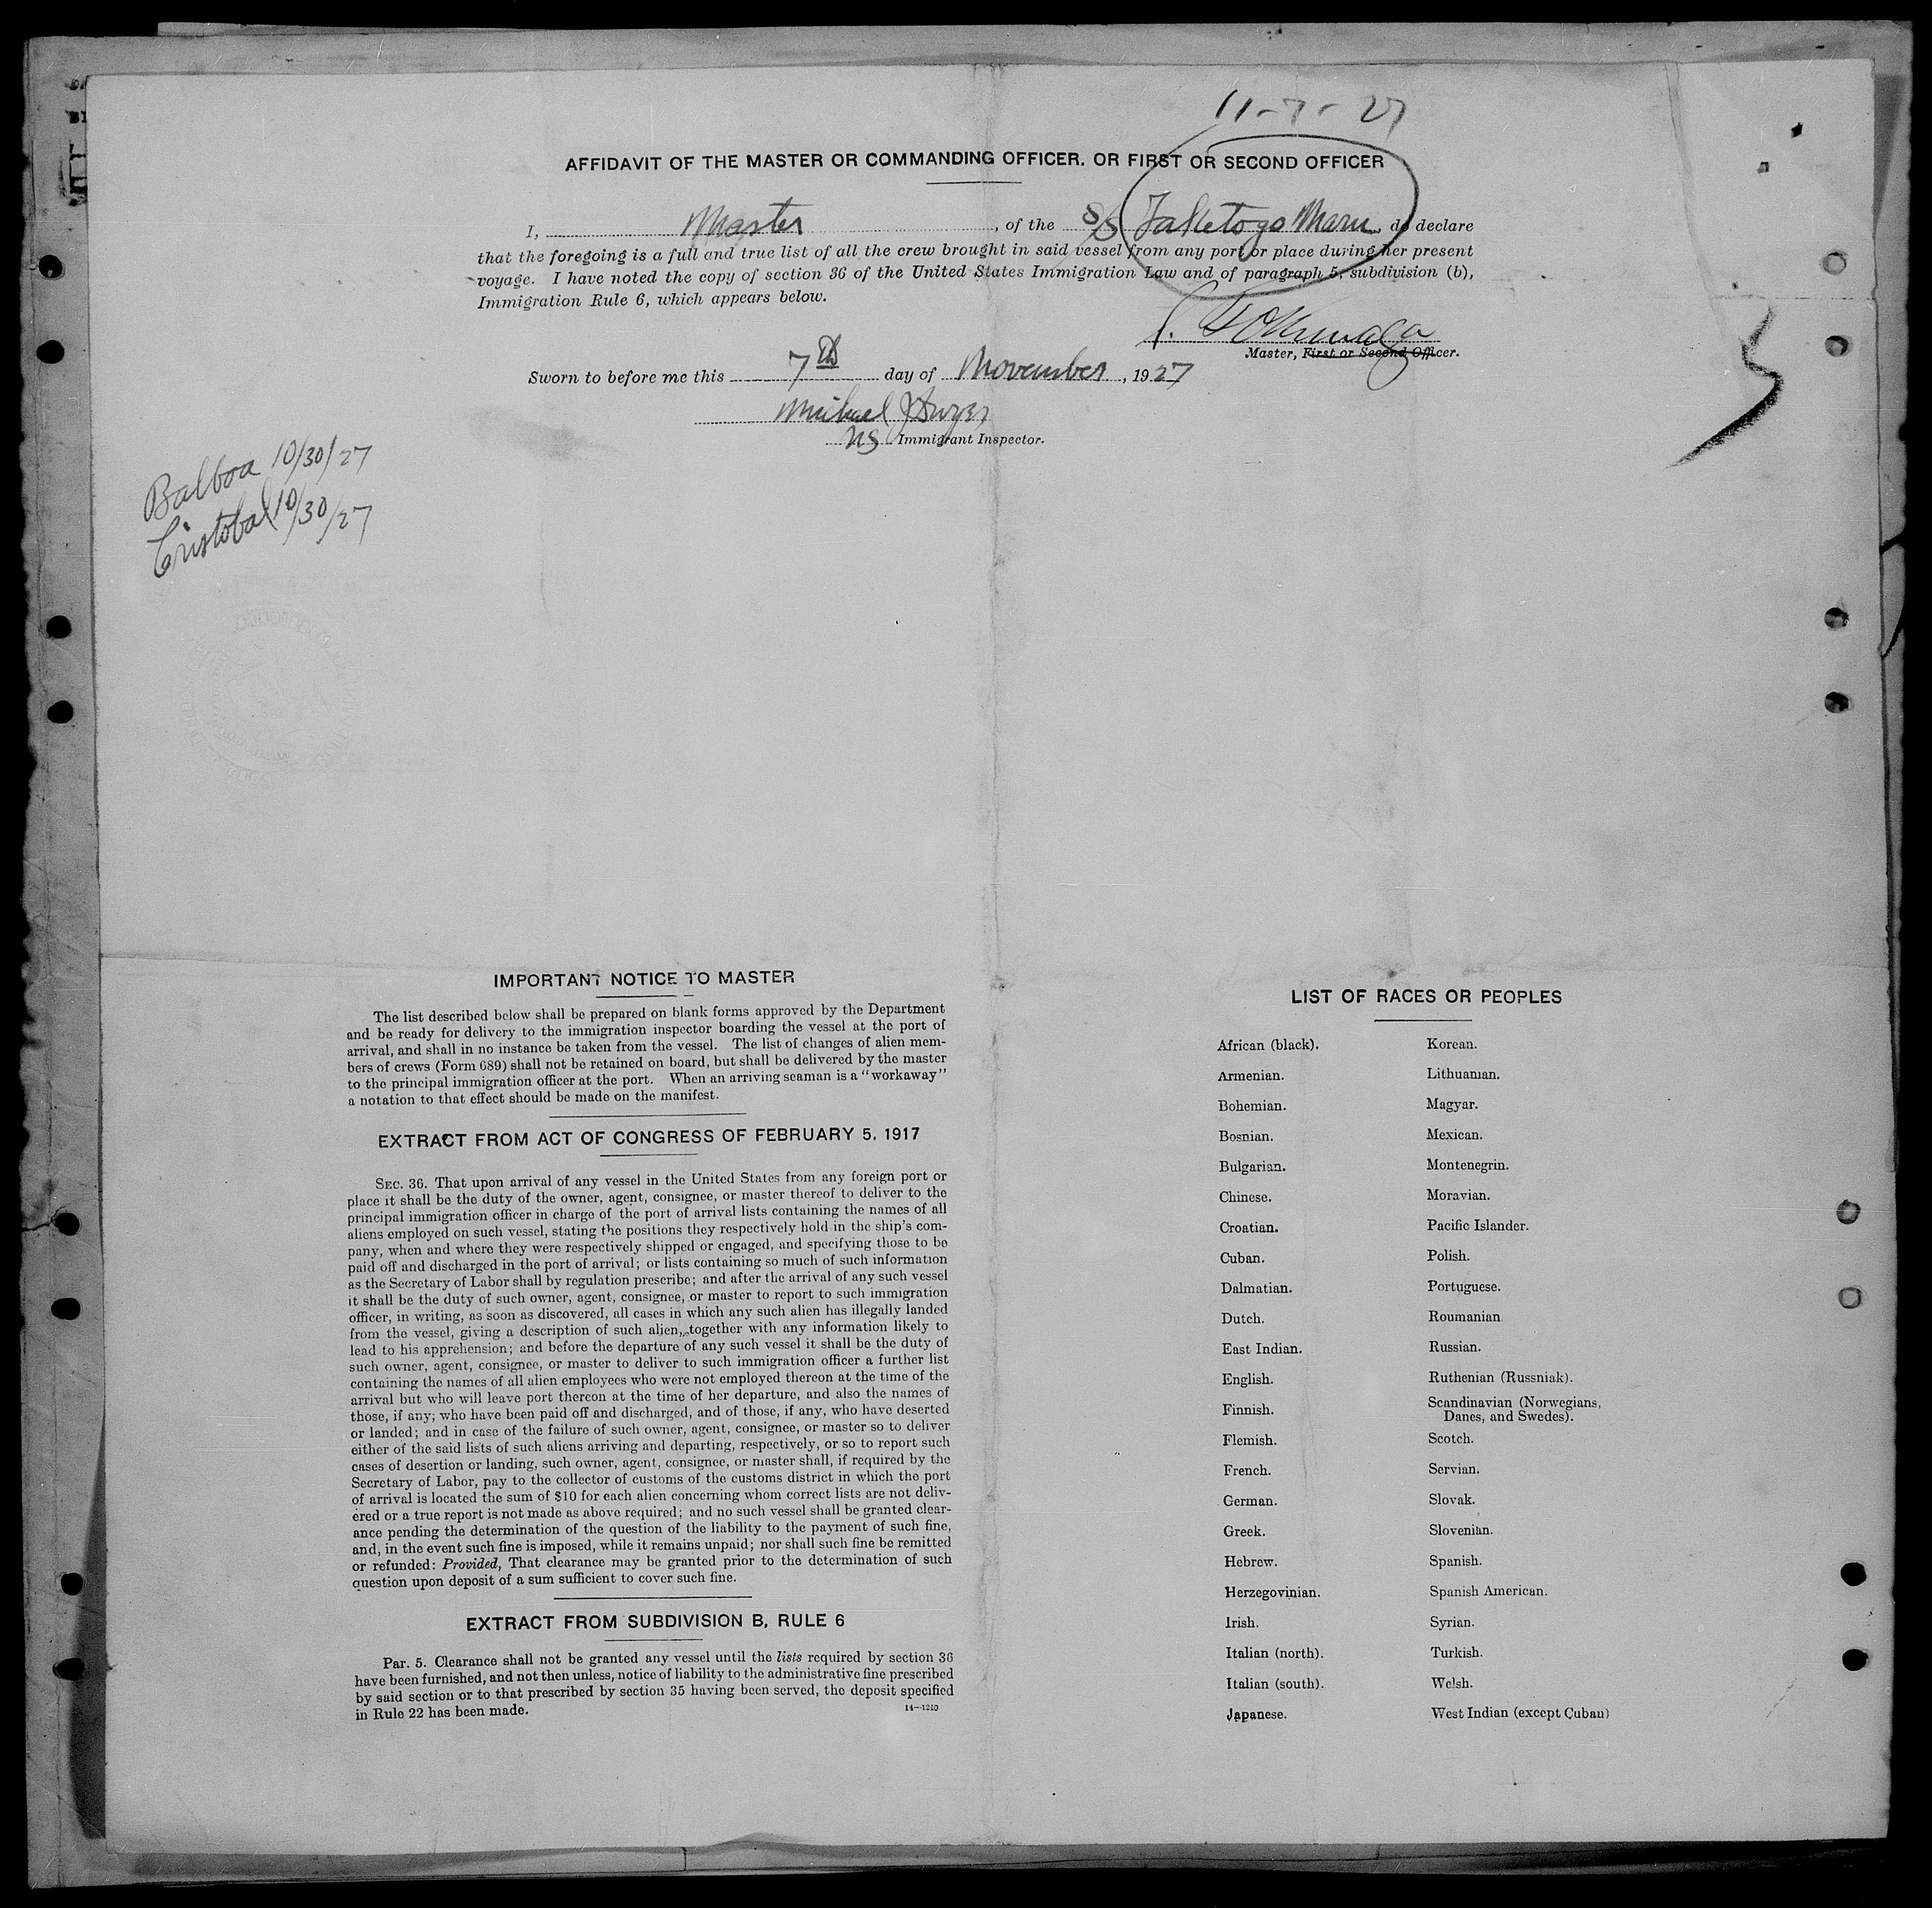 11-7-27
AFFIDAVIT OF THE MASTER OR COMMANDING OFFICER. OR FIRST OR SECOND OFFICER
I, Master, of the S/S Taketogo Maru, do declare
that the foregoing is a full and true list of all the crew brought in said vessel from any port or place during her present
voyage. I have noted the copy of section 36 of the United States Immigration Law and of paragraph 5, subdivision (b),
Immigration Rule 6, which appears below.
Master, First or Second Officer.
Sworn to before me this 7th day of November, 1927
Michael J Dwyer
US Immigrant Inspector.
Balboa 10/30/27
Cristobal 10/30/27
IMPORTANT NOTICE TO MASTER
The list described below shall be prepared on blank forms approved by the Department
and be ready for delivery to the immigration inspector boarding the vessel at the port of
arrival, and shall in no instance be taken from the vessel. The list of changes of alien mem-
bers of crews (Form 689) shall not be retained on board, but shall be delivered by the master
to the principal immigration officer at the port. When an arriving seaman is a "workaway"
a notation to that effect should be made on the manifest.
EXTRACT FROM ACT OF CONGRESS OF FEBRUARY 5, 1917
SEC. 36. That upon arrival of any vessel in the United States from any foreign port or
place it shall be the duty of the owner, agent, consignee, or master thereof to deliver to the
principal immigration officer in charge of the port of arrival lists containing the names of all
aliens employed on such vessel, stating the positions they respectively hold in the ship's com-
pany, when and where they were respectively shipped or engaged, and specifying those to be
paid off and discharged in the port of arrival; or lists containing so much of such information
as the Secretary of Labor shall by regulation prescribe; and after the arrival of any such vessel
it shall be the duty of such owner, agent, consignee, or master to report to such immigration
officer, in writing, as soon as discovered, all cases in which any such alien has illegally landed
from the vessel, giving a description of such alien, together with any information likely to
lead to his apprehension; and before the departure of any such vessel it shall be the duty of
such owner, agent, consignee, or master to deliver to such immigration officer a further list
containing the names of all alien employees who were not employed thereon at the time of the
arrival but who will leave port thereon at the time of her departure, and also the names of
those, if any, who have been paid off and discharged, and of those, if any, who have deserted
or landed; and in case of the failure of such owner, agent, consignee, or master so to deliver
either of the said lists of such aliens arriving and departing, respectively, or so to report such
cases of desertion or landing, such owner, agent, consignee, or master shall, if required by the
Secretary of Labor, pay to the collector of customs of the customs district in which the port
of arrival is located the sum of $10 for each alien concerning whom correct lists are not deliv-
ered or a true report is not made as above required; and no such vessel shall be granted clear-
ance pending the determination of the question of the liability to the payment of such fine,
and, in the event such fine is imposed, while it remains unpaid; nor shall such fine be remitted
or refunded: Provided, That clearance may be granted prior to the determination of such
question upon deposit of a sum sufficient to cover such fine.
EXTRACT FROM SUBDIVISION B, RULE 6
Par. 5. Clearance shall not be granted any vessel until the lists required by section 36
have been furnished, and not then unless, notice of liability to the administrative fine prescribed
by said section or to that prescribed by section 35 having been served, the deposit specified
in Rule 22 has been made.
14—1240
LIST OF RACES OR PEOPLES
African (black).
Armenian.
Bohemian.
Bosnian.
Bulgarian.
Chinese.
Croatian.
Cuban.
Dalmatian.
Dutch.
East Indian.
English.
Finnish.
Flemish.
French.
German.
Greek.
Hebrew.
Herzegovinian.
Irish.
Italian (north).
Italian (south).
Japanese.
Korean.
Lithuanian.
Magyar.
Mexican.
Montenegrin.
Moravian.
Pacific Islander.
Polish.
Portuguese.
Roumanian
Russian.
Ruthenian (Russniak).
Scandinavian (Norwegians,
Danes, and Swedes).
Scotch.
Servian.
Slovak.
Slovenian.
Spanish.
Spanish American.
Syrian.
Turkish.
Welsh.
West Indian (except Cuban)